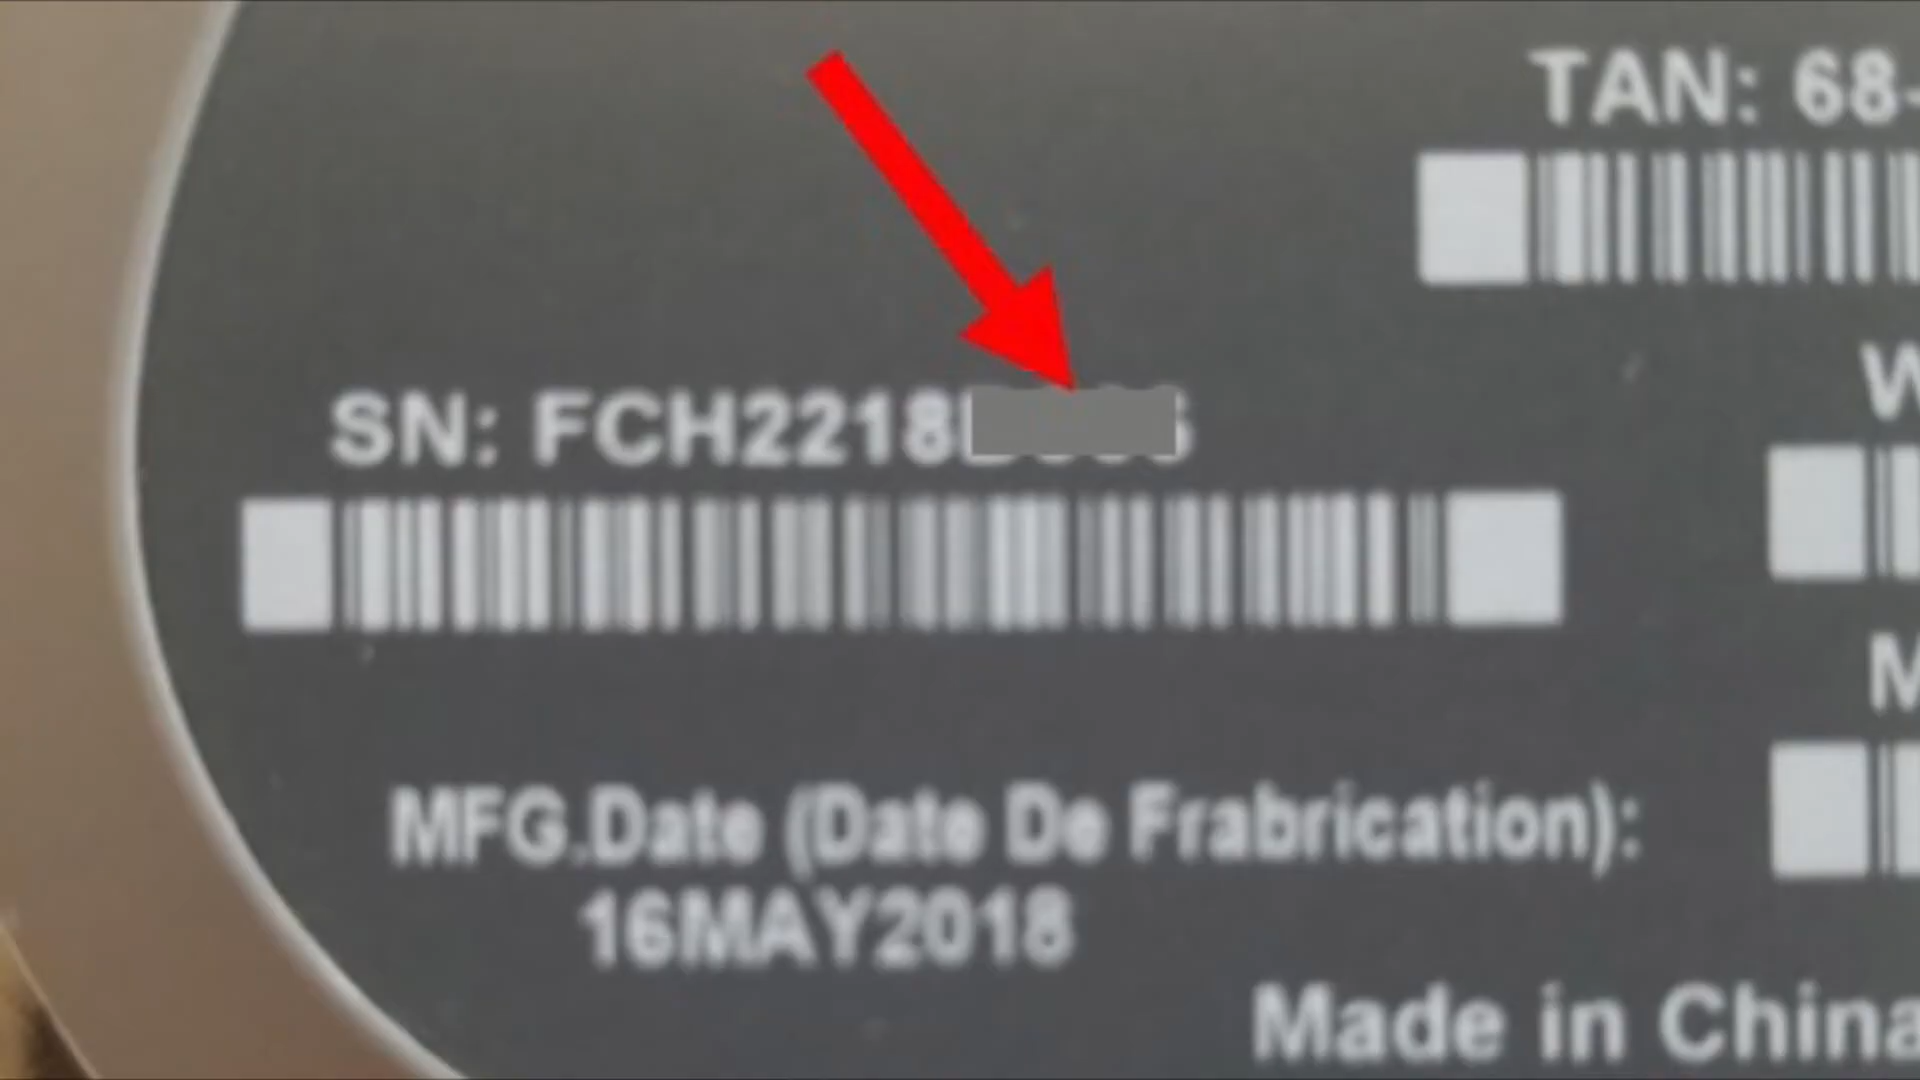 TAN: 68-
SN: FCH2218
MFG.Date (Date De Frabrication):
16MAY2018
Made in China